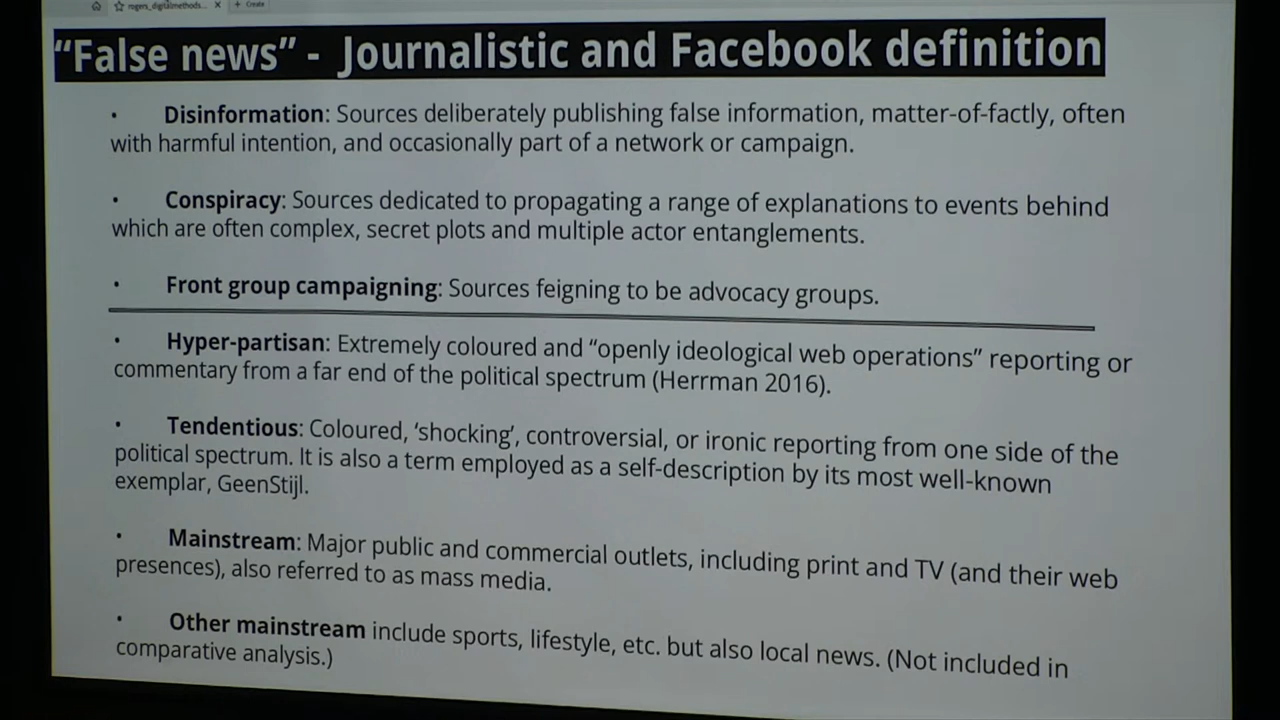 rogers_digitalmethods... × + Create
“False news” - Journalistic and Facebook definition
• Disinformation: Sources deliberately publishing false information, matter-of-factly, often
with harmful intention, and occasionally part of a network or campaign.
• Conspiracy: Sources dedicated to propagating a range of explanations to events behind
which are often complex, secret plots and multiple actor entanglements.
• Front group campaigning: Sources feigning to be advocacy groups.
• Hyper-partisan: Extremely coloured and “openly ideological web operations” reporting or
commentary from a far end of the political spectrum (Herrman 2016).
• Tendentious: Coloured, ‘shocking’, controversial, or ironic reporting from one side of the
political spectrum. It is also a term employed as a self-description by its most well-known
exemplar, GeenStijl.
• Mainstream: Major public and commercial outlets, including print and TV (and their web
presences), also referred to as mass media.
• Other mainstream include sports, lifestyle, etc. but also local news. (Not included in
comparative analysis.)